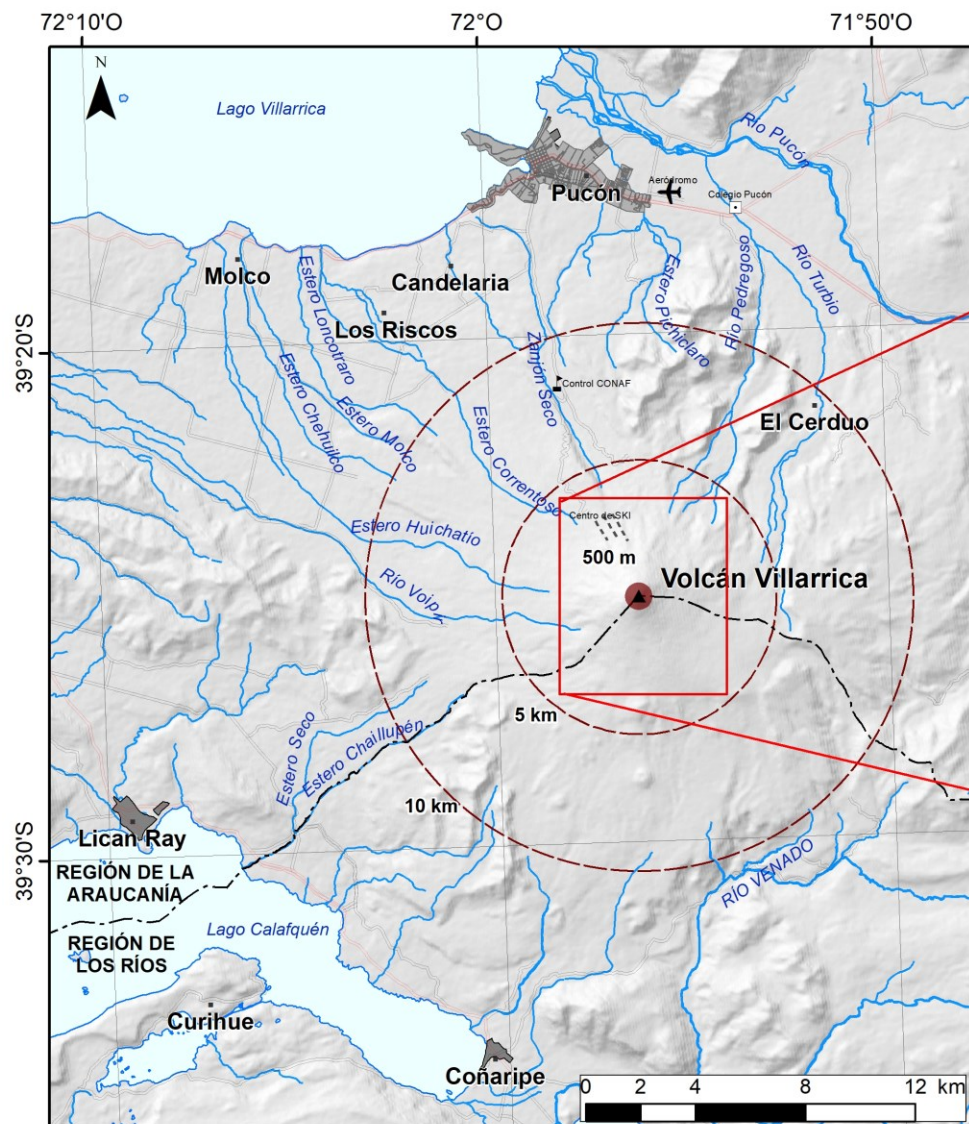 72°10'O
72°O
71°50'O
N
Lago Villarrica
Río Pucón
Aeródromo
Pucón
Colegio Pucón
Molco
Candelaria
Los Riscos
Estero Loncotraro
Estero Pichiclaro
Río Pedregoso
Río Turbio
39°20'S
Zanjón Seco
Control CONAF
El Cerduo
Estero Chehuilco
Estero Molco
Estero Correntoso
Centro de SKI
Estero Huichatío
500 m
Volcán Villarrica
Río Voipir
5 km
Estero Seco
Estero Chaillupén
10 km
Lican Ray
39°30'S
REGIÓN DE LA
ARAUCANÍA
RÍO VENADO
REGIÓN DE
LOS RÍOS
Lago Calafquén
Curihue
Coñaripe
0 2 4 8 12 km